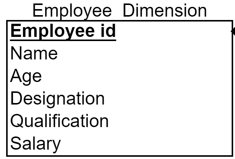 Employee Dimension
Employee id
Name
Age
Designation
Qualification
Salary